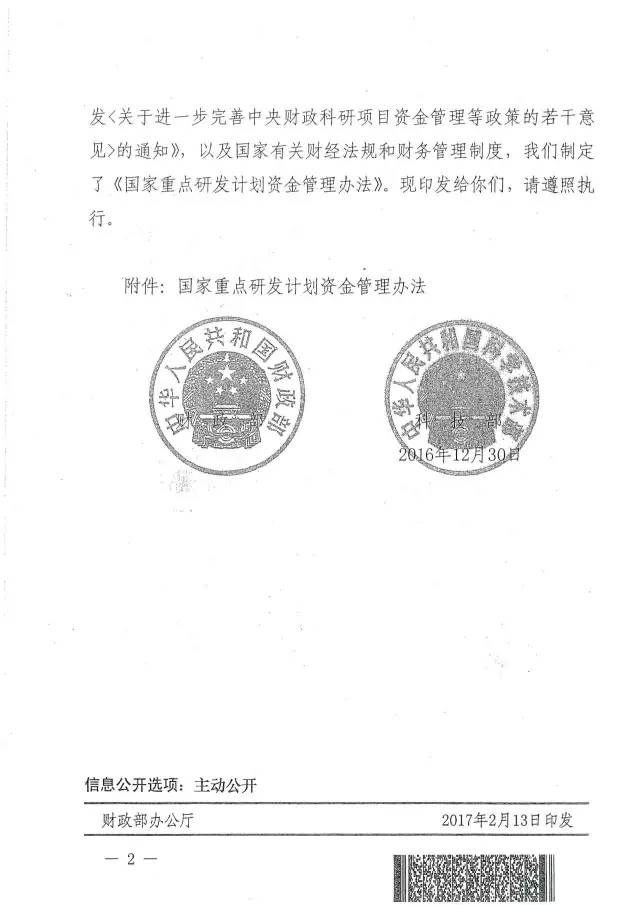 发<关于进一步完善中央财政科研项目资金管理等政策的若干意
见>的通知》，以及国家有关财经法规和财务管理制度，我们制定
了《国家重点研发计划资金管理办法》。现印发给你们，请遵照执
行。
附件：国家重点研发计划资金管理办法
中华人民共和国财政部
财政部
中华人民共和国科学技术部
科技部
2016年12月30日
信息公开选项：主动公开
财政部办公厅 2017年2月13日印发
— 2 —